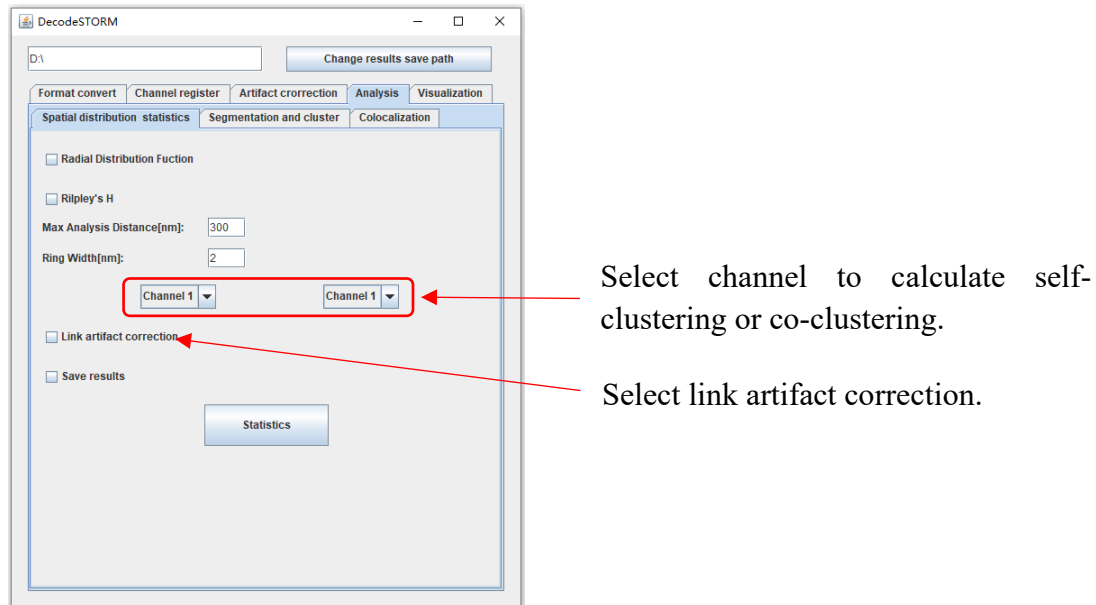 DecodeSTORM
D:\
Change results save path
Format convert Channel register Artifact crorrection Analysis Visualization
Spatial distribution statistics Segmentation and cluster Colocalization
Radial Distribution Fuction
Rilpley's H
Max Analysis Distance[nm]: 300
Ring Width[nm]: 2
Channel 1 Channel 1
Link artifact correction
Save results
Statistics
Select channel to calculate self-
clustering or co-clustering.
Select link artifact correction.